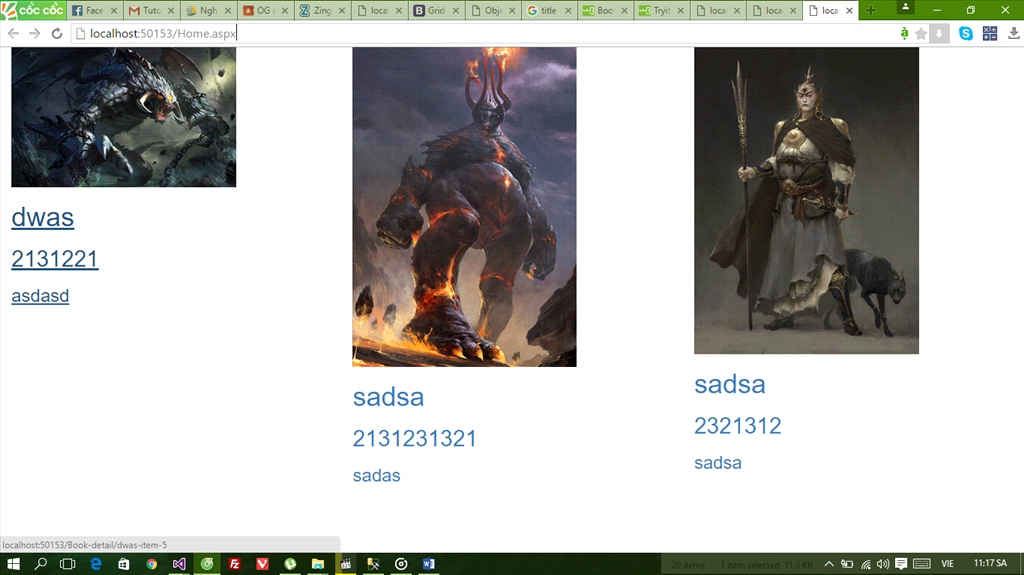 cốc cốc Face Gmail Tuto Ngh OG / Zing local Grid Obje title Boo Tryit loca loca loca
localhost:50153/Home.aspx
dwas
2131221
asdasd
sadsa
2131231321
sadas
sadsa
2321312
sadsa
localhost:50153/Book-detail/dwas-item-5
20 items 1 item selected 11,3 KB
VIE 11:17 SA